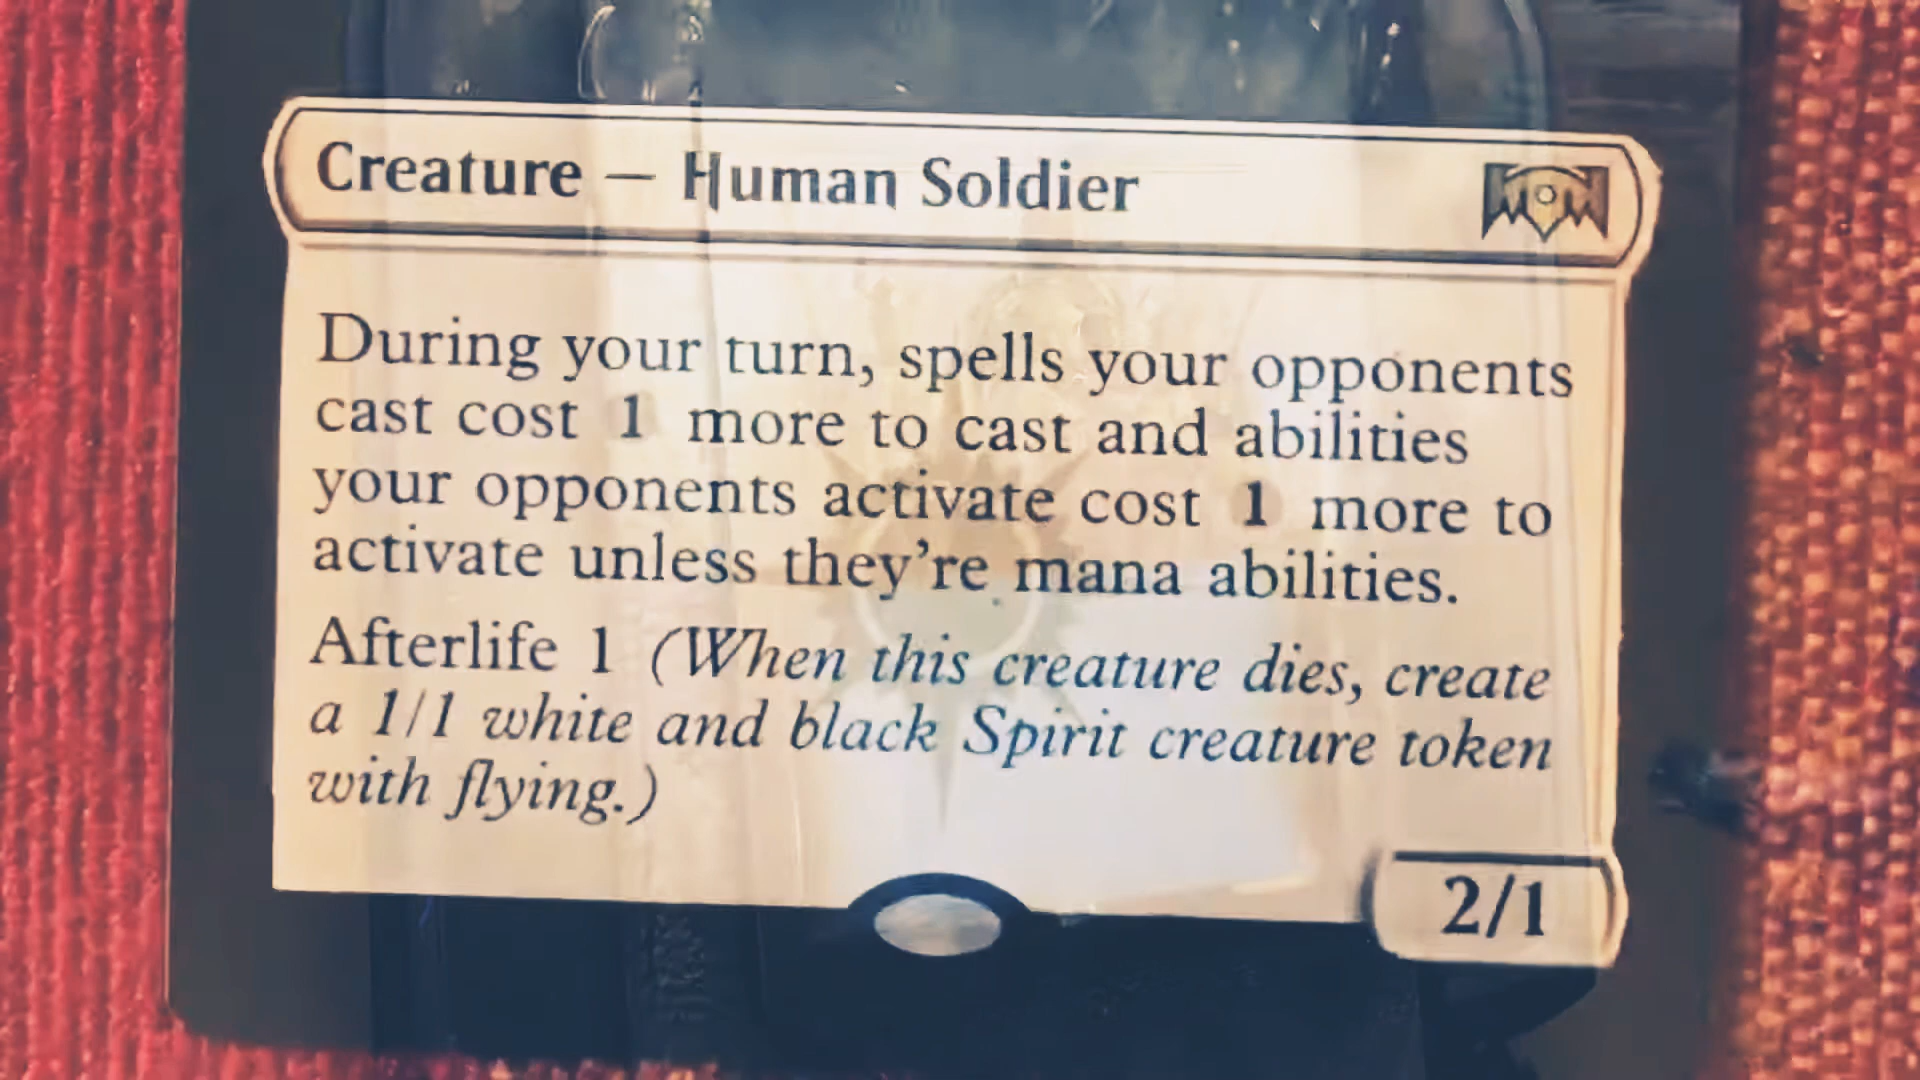 Creature — Human Soldier
MOM
During your turn, spells your opponents
cast cost 1 more to cast and abilities
your opponents activate cost 1 more to
activate unless they're mana abilities.
Afterlife 1 (When this creature dies, create
a 1/1 white and black Spirit creature token
with flying.)
2/1